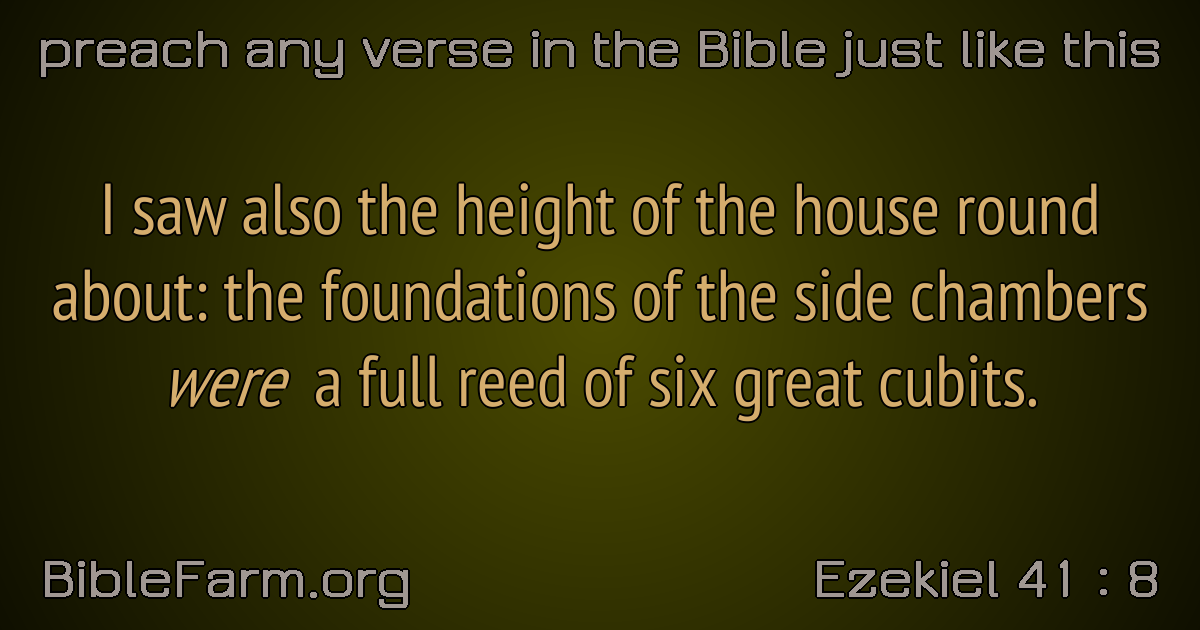 preach any verse in the Bible just like this
I saw also the height of the house round
about: the foundations of the side chambers
were a full reed of six great cubits.
BibleFarm.org
Ezekiel 41 : 8